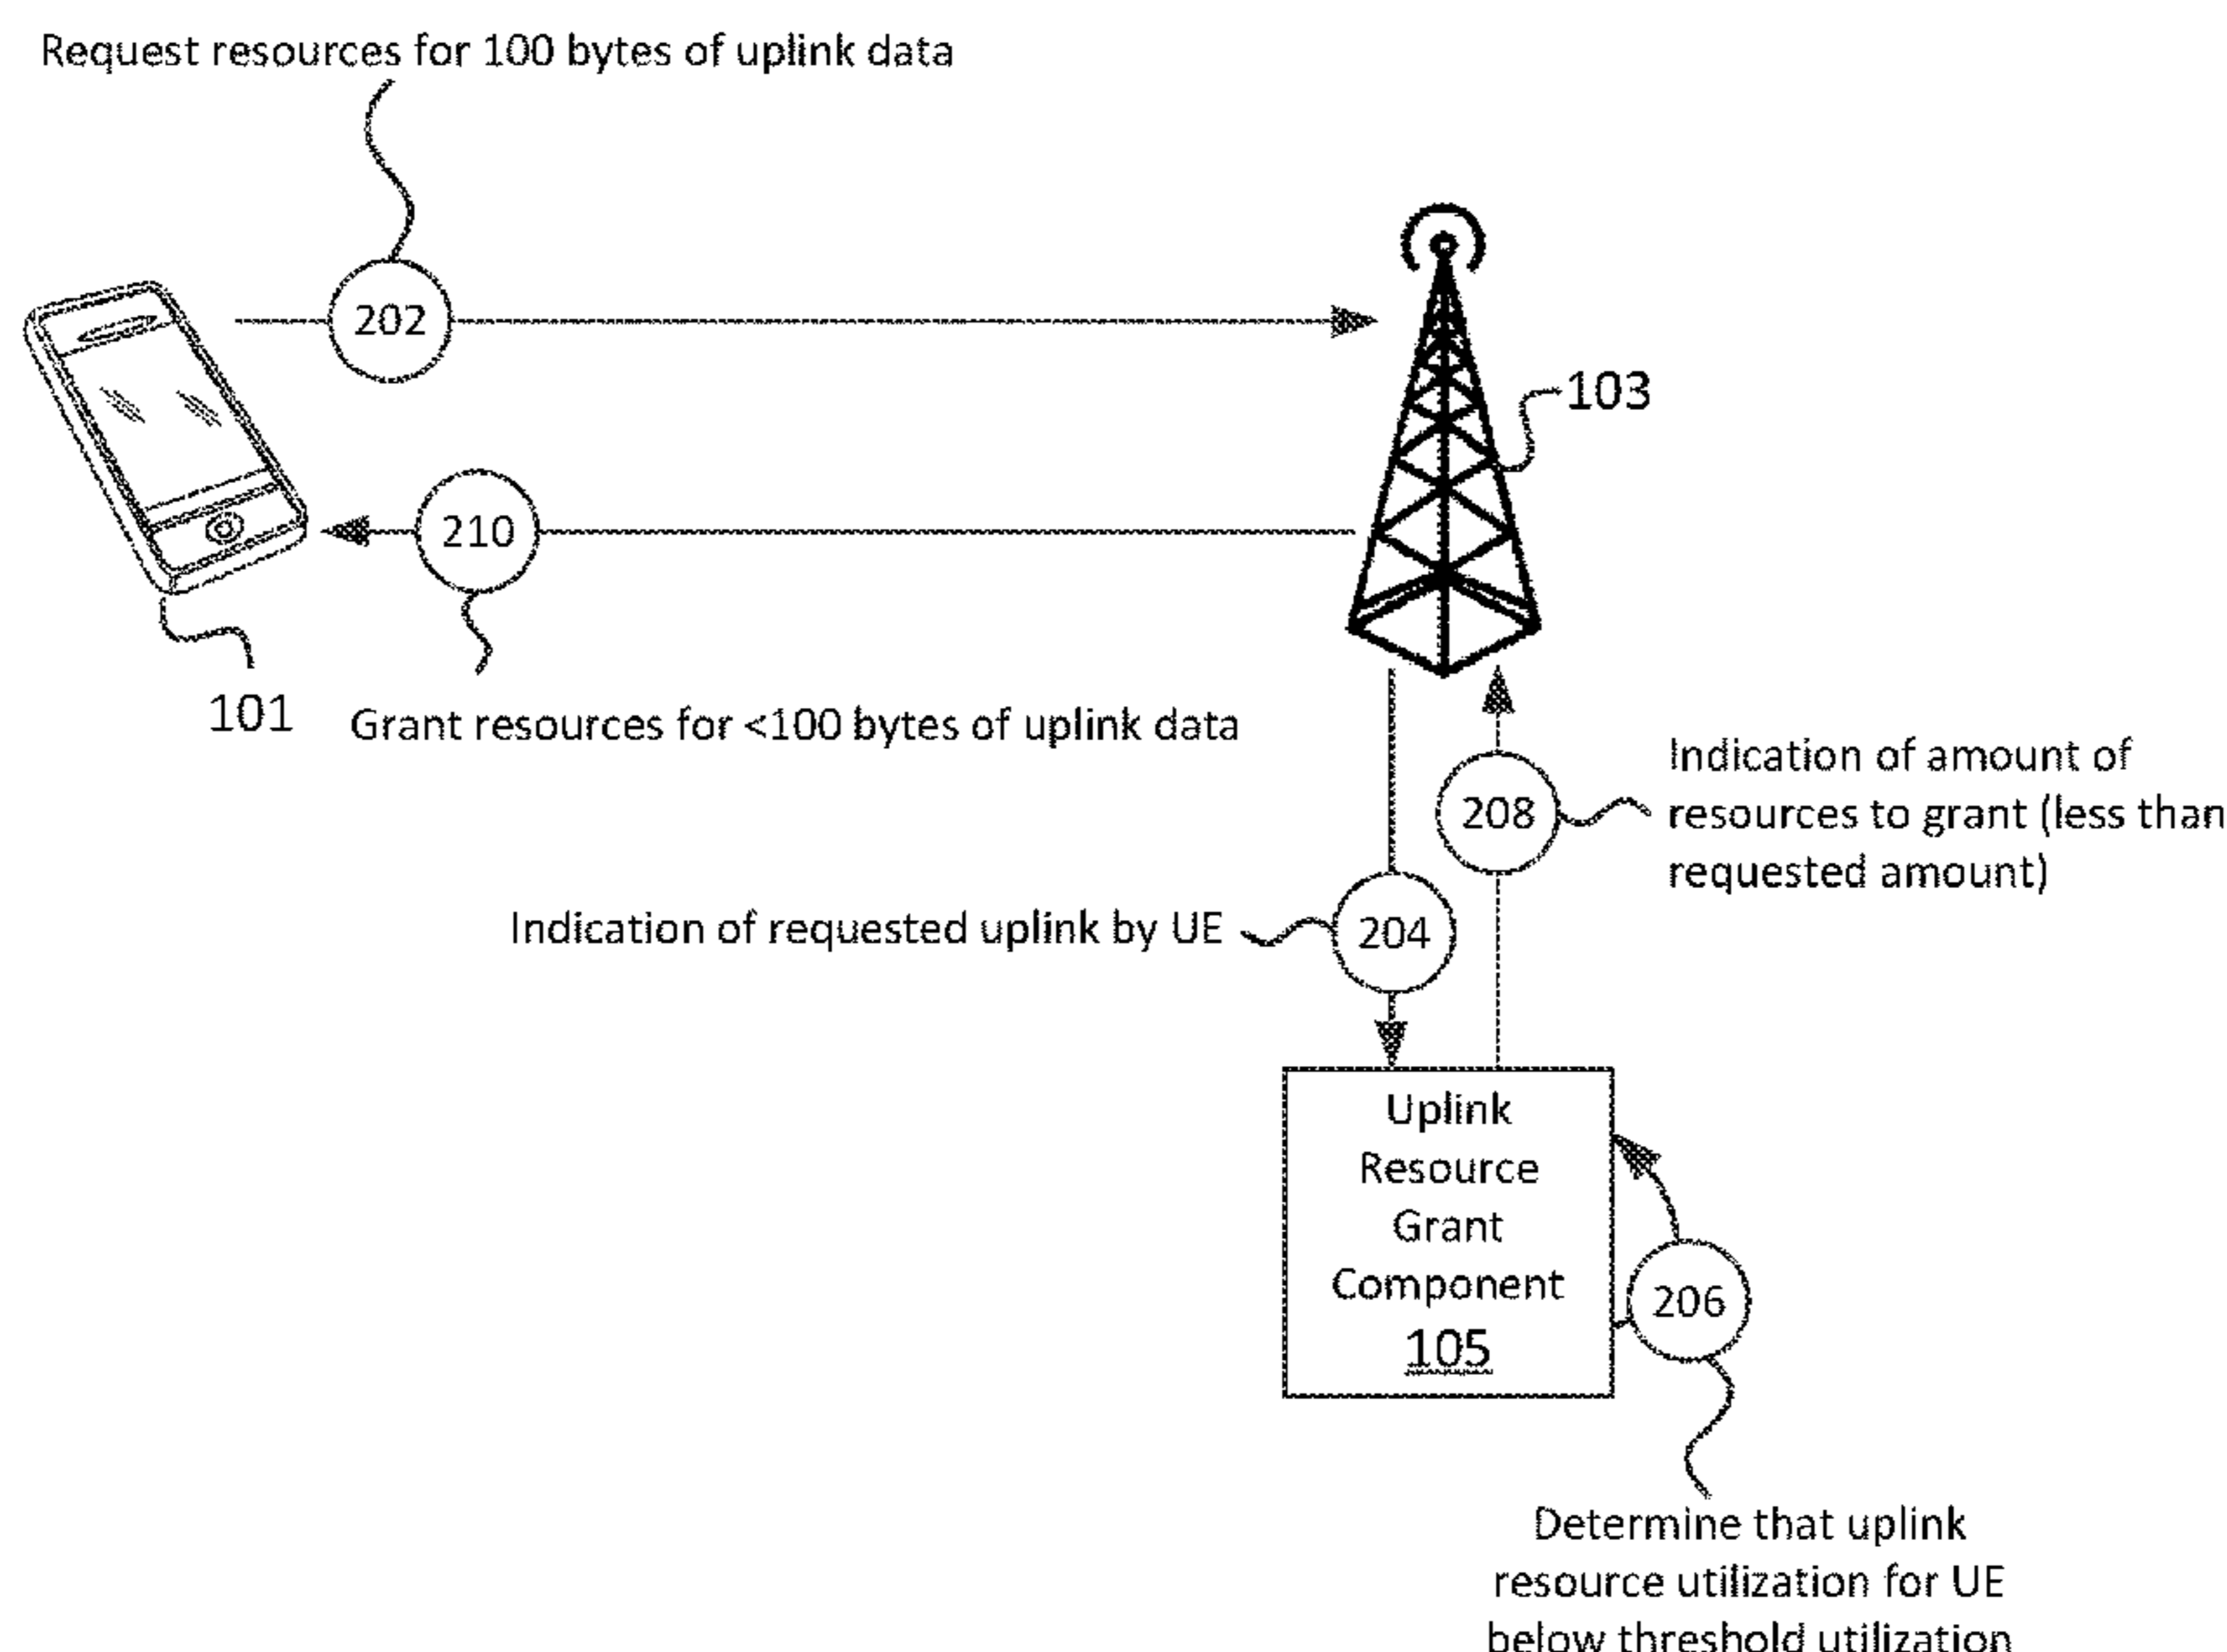 Request resources for 100 bytes of uplink data
202
103
210
101
Grant resources for <100 bytes of uplink data
Indication of amount of
resources to grant (less than
requested amount)
208
Indication of requested uplink by UE
204
Uplink
Resource
Grant
Component
105
206
Determine that uplink
resource utilization for UE
below threshold utilization